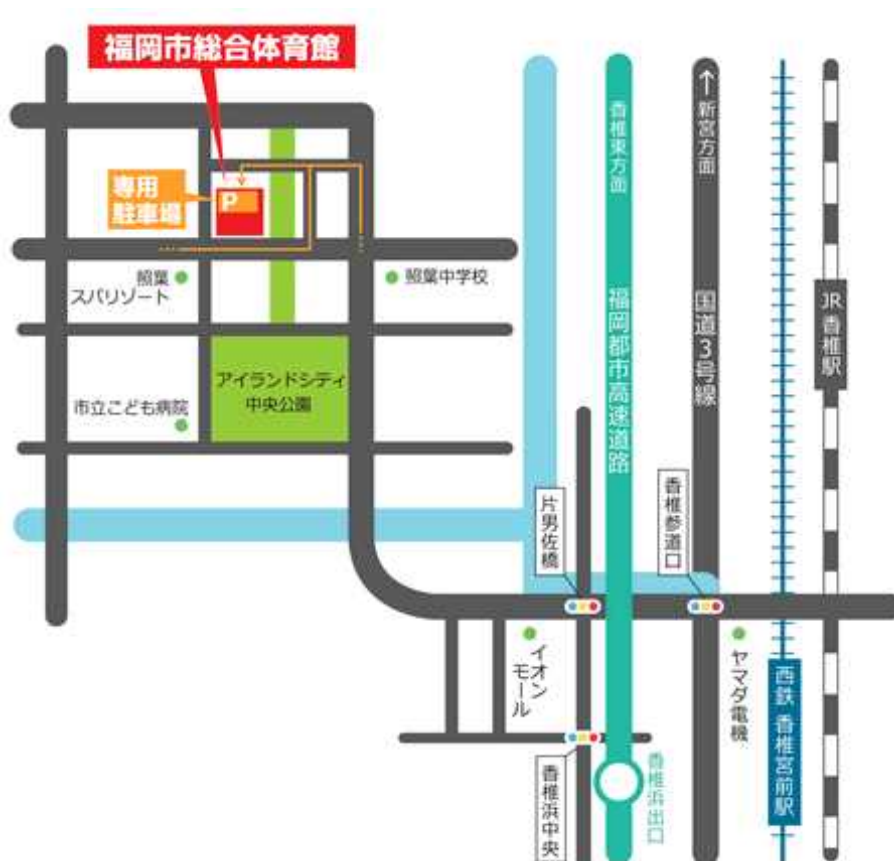 福岡市総合体育館
専用
駐車場
P
照葉
スパリゾート
照葉中学校
アイランドシティ
中央公園
市立こども病院
香椎東方面
福岡都市高速道路
↑新宮方面
国道3号線
JR 香椎駅
片男佐橋
香椎参道口
イオン
モール
ヤマダ電機
西鉄 香椎宮前駅
香椎浜中央
香椎浜出口